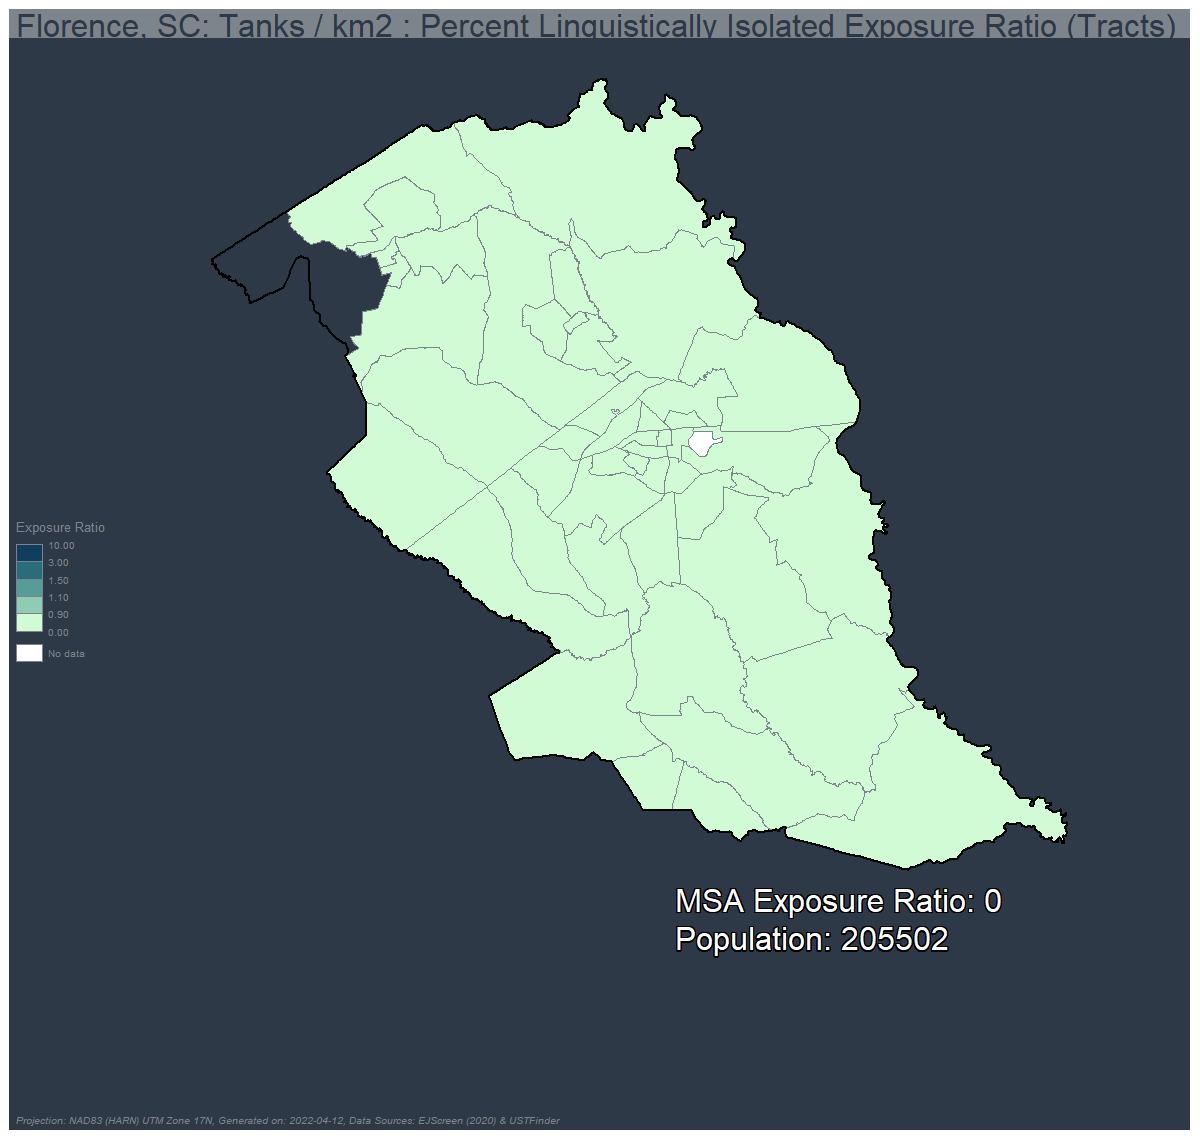 Florence, SC: Tanks / km2 : Percent Linguistically Isolated Exposure Ratio (Tracts)
Exposure Ratio
10.00
3.00
1.50
1.10
0.90
0.00
No data
MSA Exposure Ratio: 0
Population: 205502
Projection: NAD83 (HARN) UTM Zone 17N, Generated on: 2022-04-12, Data Sources: EJScreen (2020) & USTFinder